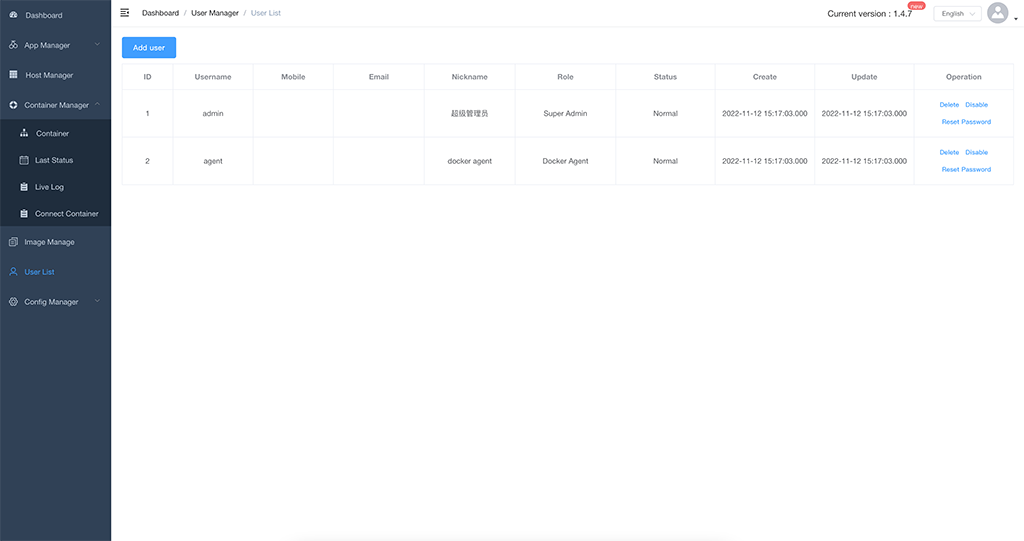 Dashboard
App Manager
Host Manager
Container Manager
Container
Last Status
Live Log
Connect Container
Image Manage
User List
Config Manager
Dashboard / User Manager / User List
Current version : 1.4.7 new
English
Add user
ID Username Mobile Email Nickname Role Status Create Update Operation
1 admin 超级管理员 Super Admin Normal 2022-11-12 15:17:03.000 2022-11-12 15:17:03.000 Delete Disable
Reset Password
2 agent docker agent Docker Agent Normal 2022-11-12 15:17:03.000 2022-11-12 15:17:03.000 Delete Disable
Reset Password